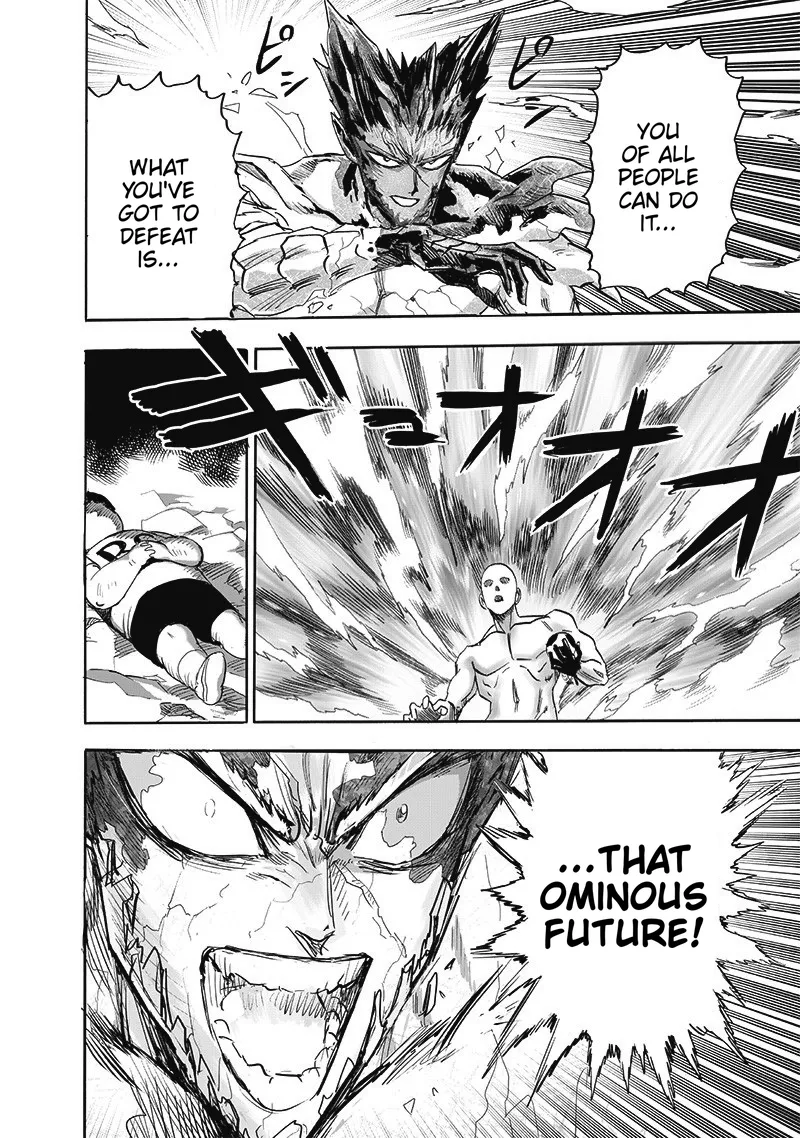 YOU
OF ALL
PEOPLE
CAN DO
IT...
ピシ
ピシ
WHAT
YOU'VE
GOT TO
DEFEAT
IS...
ギュオオオ
...THAT
OMINOUS
FUTURE!